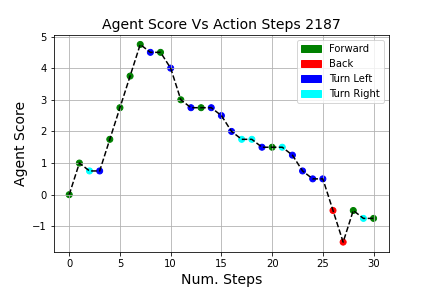 Agent Score Vs Action Steps 2187
Agent Score
5
4
3
2
1
0
−1
Forward
Back
Turn Left
Turn Right
0 5 10 15 20 25 30
Num. Steps